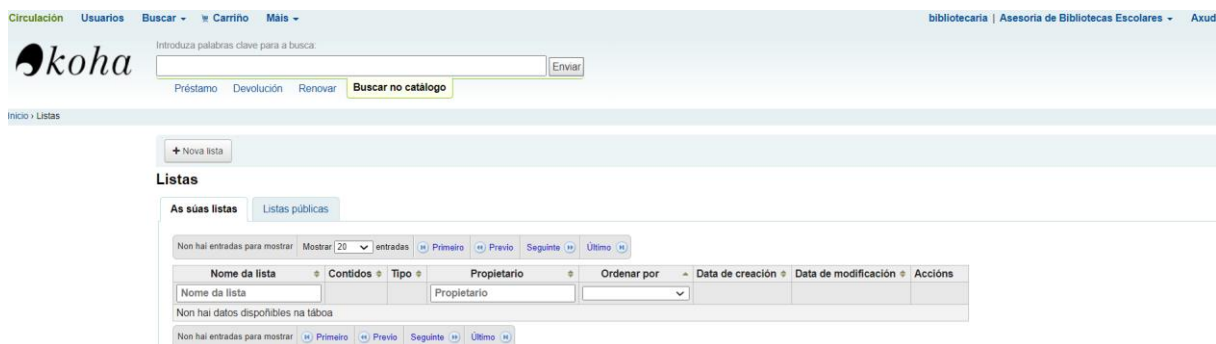 Circulación Usuarios Buscar Carriño Máis bibliotecaria | Asesoria de Bibliotecas Escolares Axud
koha
Introduza palabras clave para a busca:
Enviar
Préstamo Devolución Renovar Buscar no catálogo
Inicio › Listas
+ Nova lista
Listas
As súas listas Listas públicas
Non hai entradas para mostrar Mostrar 20 entradas Primeiro Previo Seguinte Último
Nome da lista Contidos Tipo Propietario Ordenar por Data de creación Data de modificación Accións
Nome da lista Propietario
Non hai datos dispoñibles na táboa
Non hai entradas para mostrar Primeiro Previo Seguinte Último